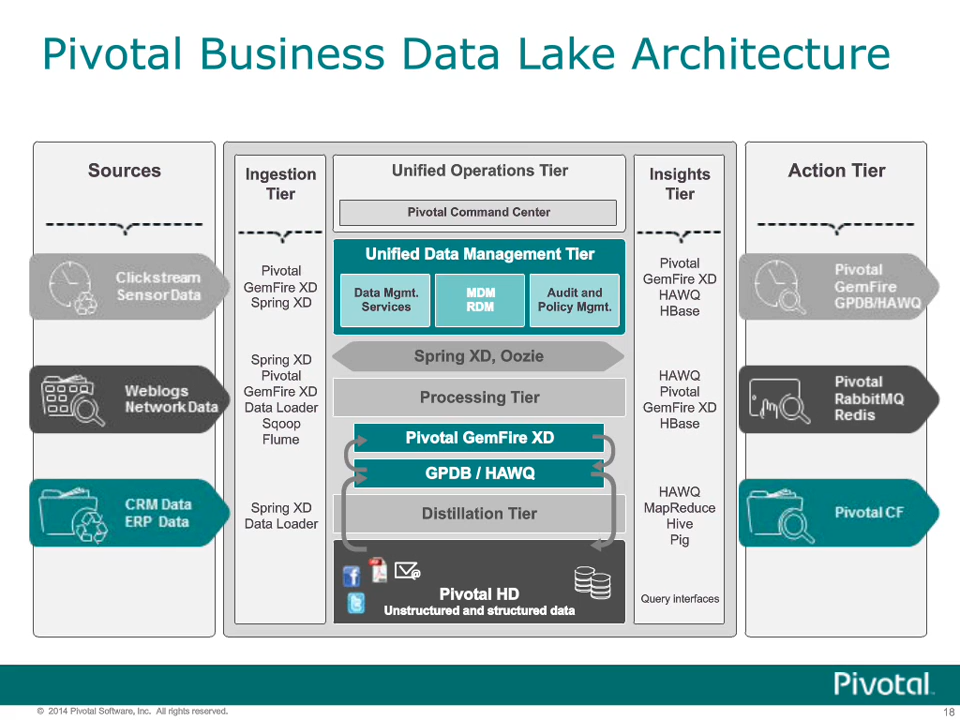 Pivotal Business Data Lake Architecture
Sources
Clickstream
Sensor Data
Weblogs
Network Data
CRM Data
ERP Data
Ingestion
Tier
Pivotal
GemFire XD
Spring XD
Spring XD
Pivotal
GemFire XD
Data Loader
Sqoop
Flume
Spring XD
Data Loader
Unified Operations Tier
Pivotal Command Center
Unified Data Management Tier
Data Mgmt.
Services
MDM
RDM
Audit and
Policy Mgmt.
Spring XD, Oozie
Processing Tier
Pivotal GemFire XD
GPDB / HAWQ
Distillation Tier
Pivotal HD
Unstructured and structured data
Insights
Tier
Pivotal
GemFire XD
HAWQ
HBase
HAWQ
Pivotal
GemFire XD
HBase
HAWQ
MapReduce
Hive
Pig
Query interfaces
Action Tier
Pivotal
GemFire
GPDB/HAWQ
Pivotal
RabbitMQ
Redis
Pivotal CF
Pivotal
© 2014 Pivotal Software, Inc. All rights reserved.
18